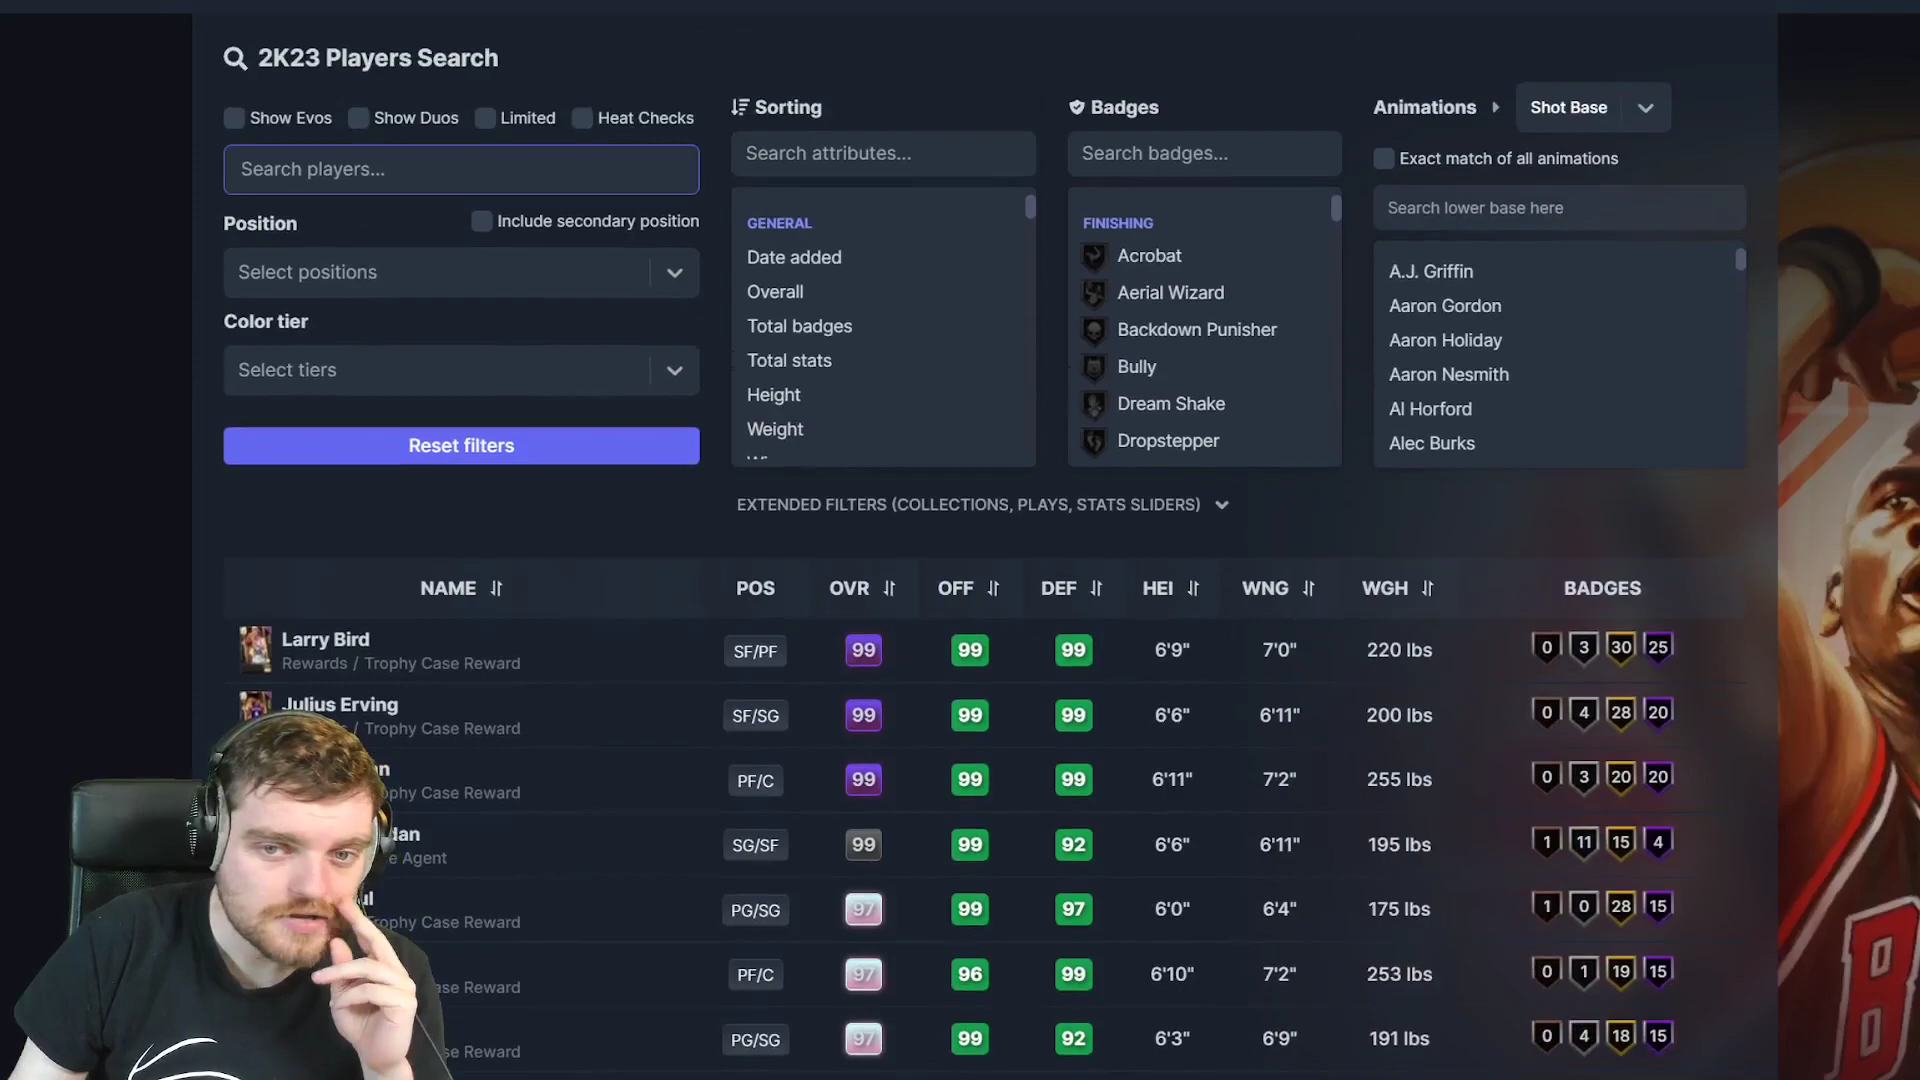 2K23 Players Search
Show Evos
Show Duos
Limited
Heat Checks
Search players...
Position
Include secondary position
Select positions
Color tier
Select tiers
Reset filters
Sorting
Search attributes...
GENERAL
Date added
Overall
Total badges
Total stats
Height
Weight
Badges
Search badges...
FINISHING
Acrobat
Aerial Wizard
Backdown Punisher
Bully
Dream Shake
Dropstepper
Animations
Shot Base
Exact match of all animations
Search lower base here
A.J. Griffin
Aaron Gordon
Aaron Holiday
Aaron Nesmith
Al Horford
Alec Burks
EXTENDED FILTERS (COLLECTIONS, PLAYS, STATS SLIDERS)
NAME POS OVR OFF DEF HEI WNG WGH BADGES
Larry Bird
Rewards / Trophy Case Reward
SF/PF 99 99 99 6'9" 7'0" 220 lbs 0 3 30 25
Julius Erving
/ Trophy Case Reward
SF/SG 99 99 99 6'6" 6'11" 200 lbs 0 4 28 20
Case Reward
PF/C 99 99 99 6'11" 7'2" 255 lbs 0 3 20 20
Agent
SG/SF 99 99 92 6'6" 6'11" 195 lbs 1 11 15 4
Trophy Case Reward
PG/SG 97 99 97 6'0" 6'4" 175 lbs 1 0 28 15
Reward
PF/C 97 96 99 6'10" 7'2" 253 lbs 0 1 19 15
Reward
PG/SG 97 99 92 6'3" 6'9" 191 lbs 0 4 18 15